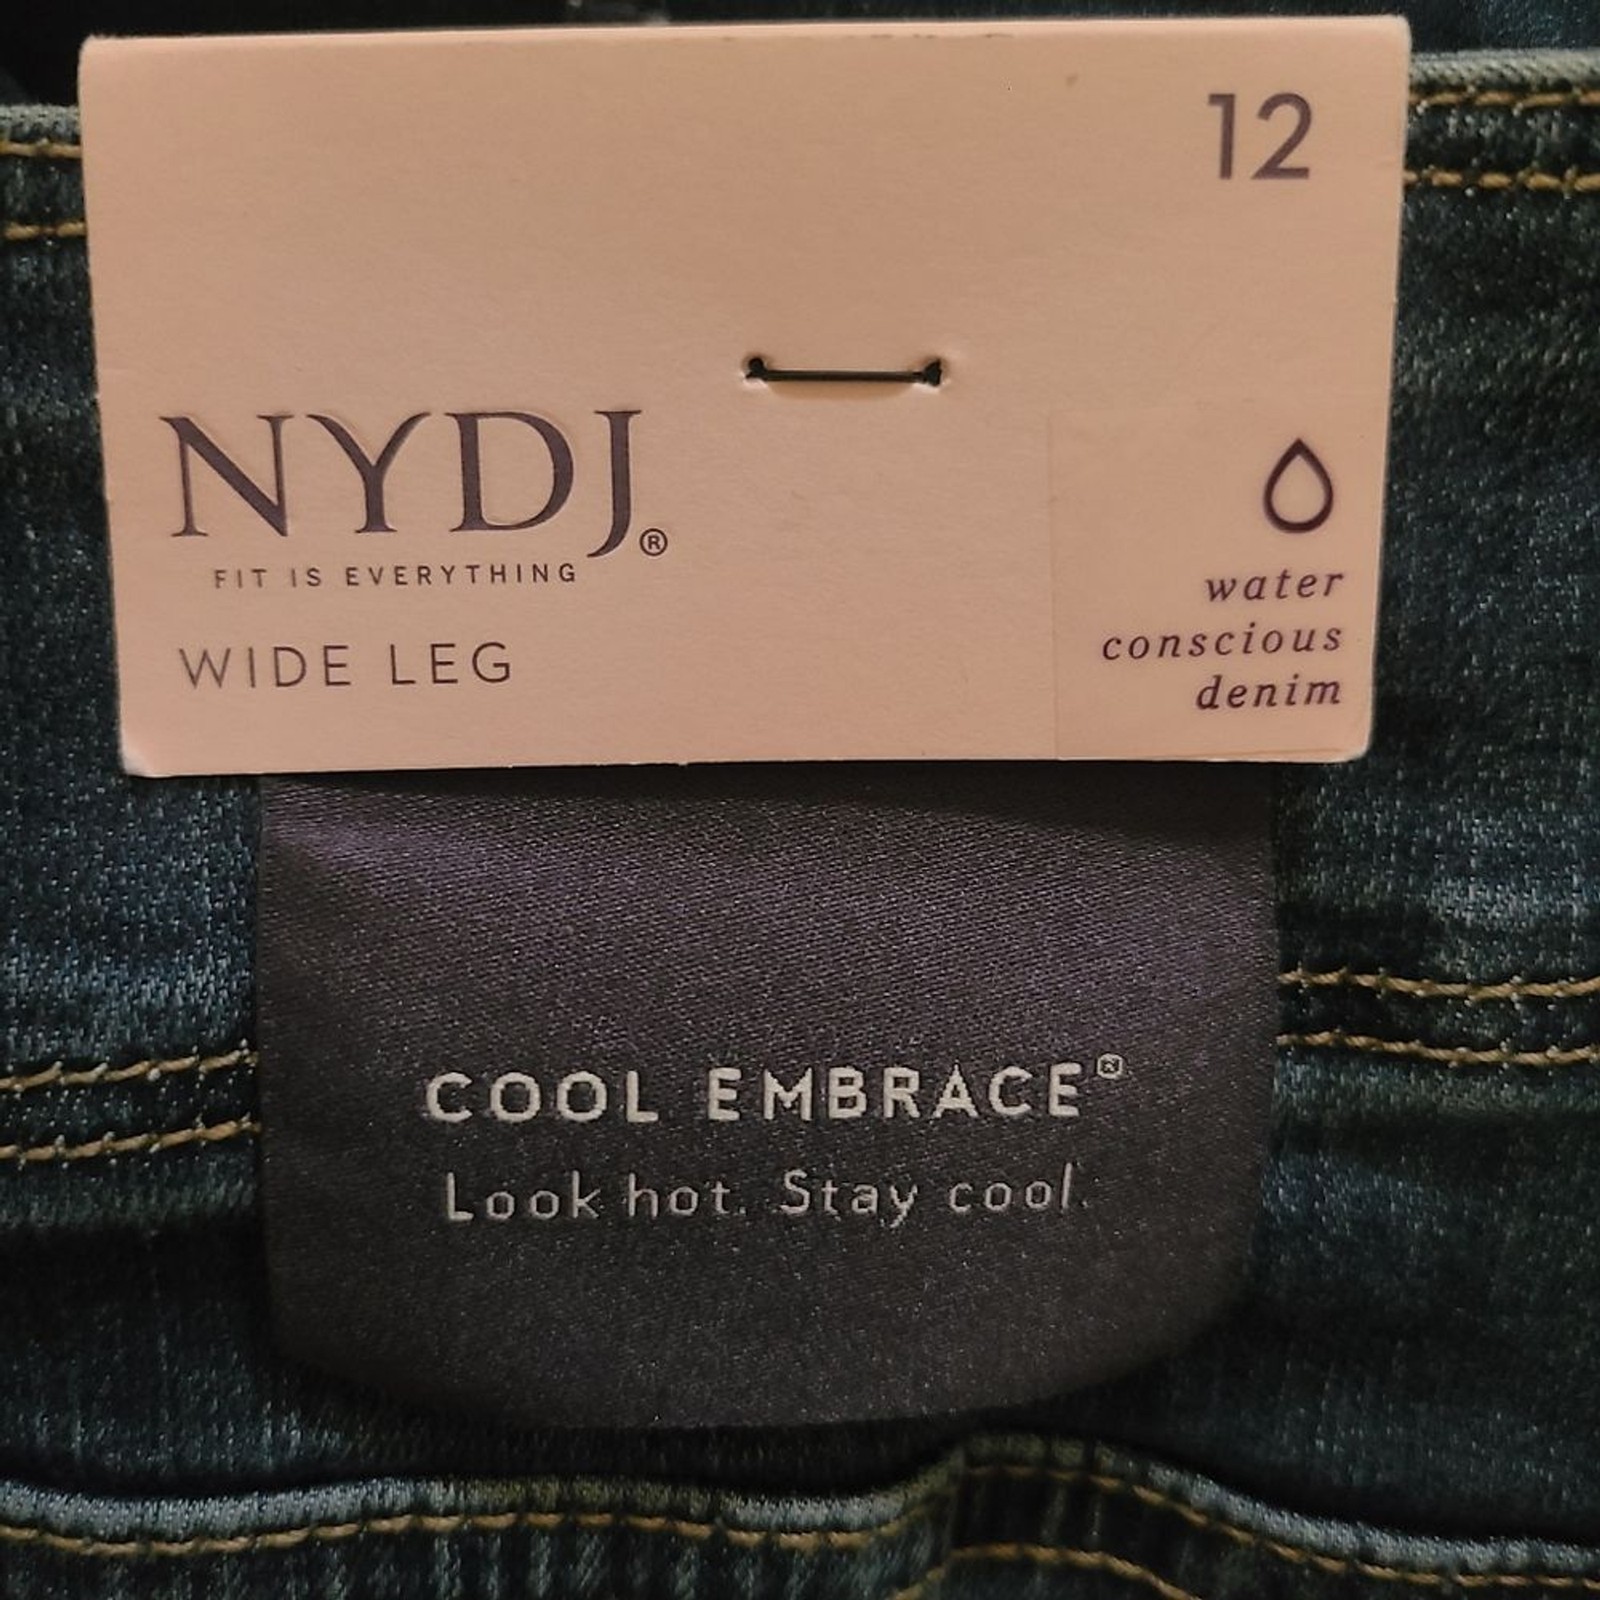 12
NYDJ®
FIT IS EVERYTHING
WIDE LEG
water
conscious
denim
COOL EMBRACE®
Look hot. Stay cool.